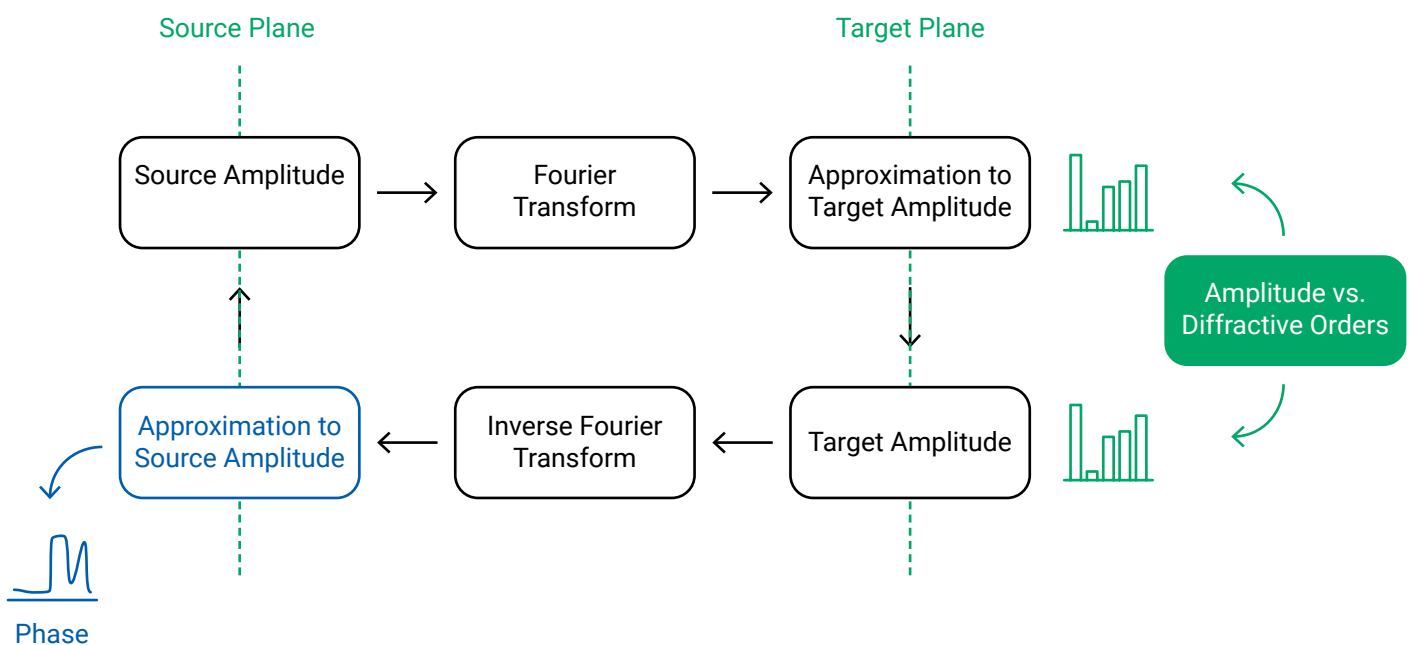 Source Plane
Target Plane
Source Amplitude
Fourier
Transform
Approximation to
Target Amplitude
Amplitude vs.
Diffractive Orders
Approximation to
Source Amplitude
Inverse Fourier
Transform
Target Amplitude
Phase